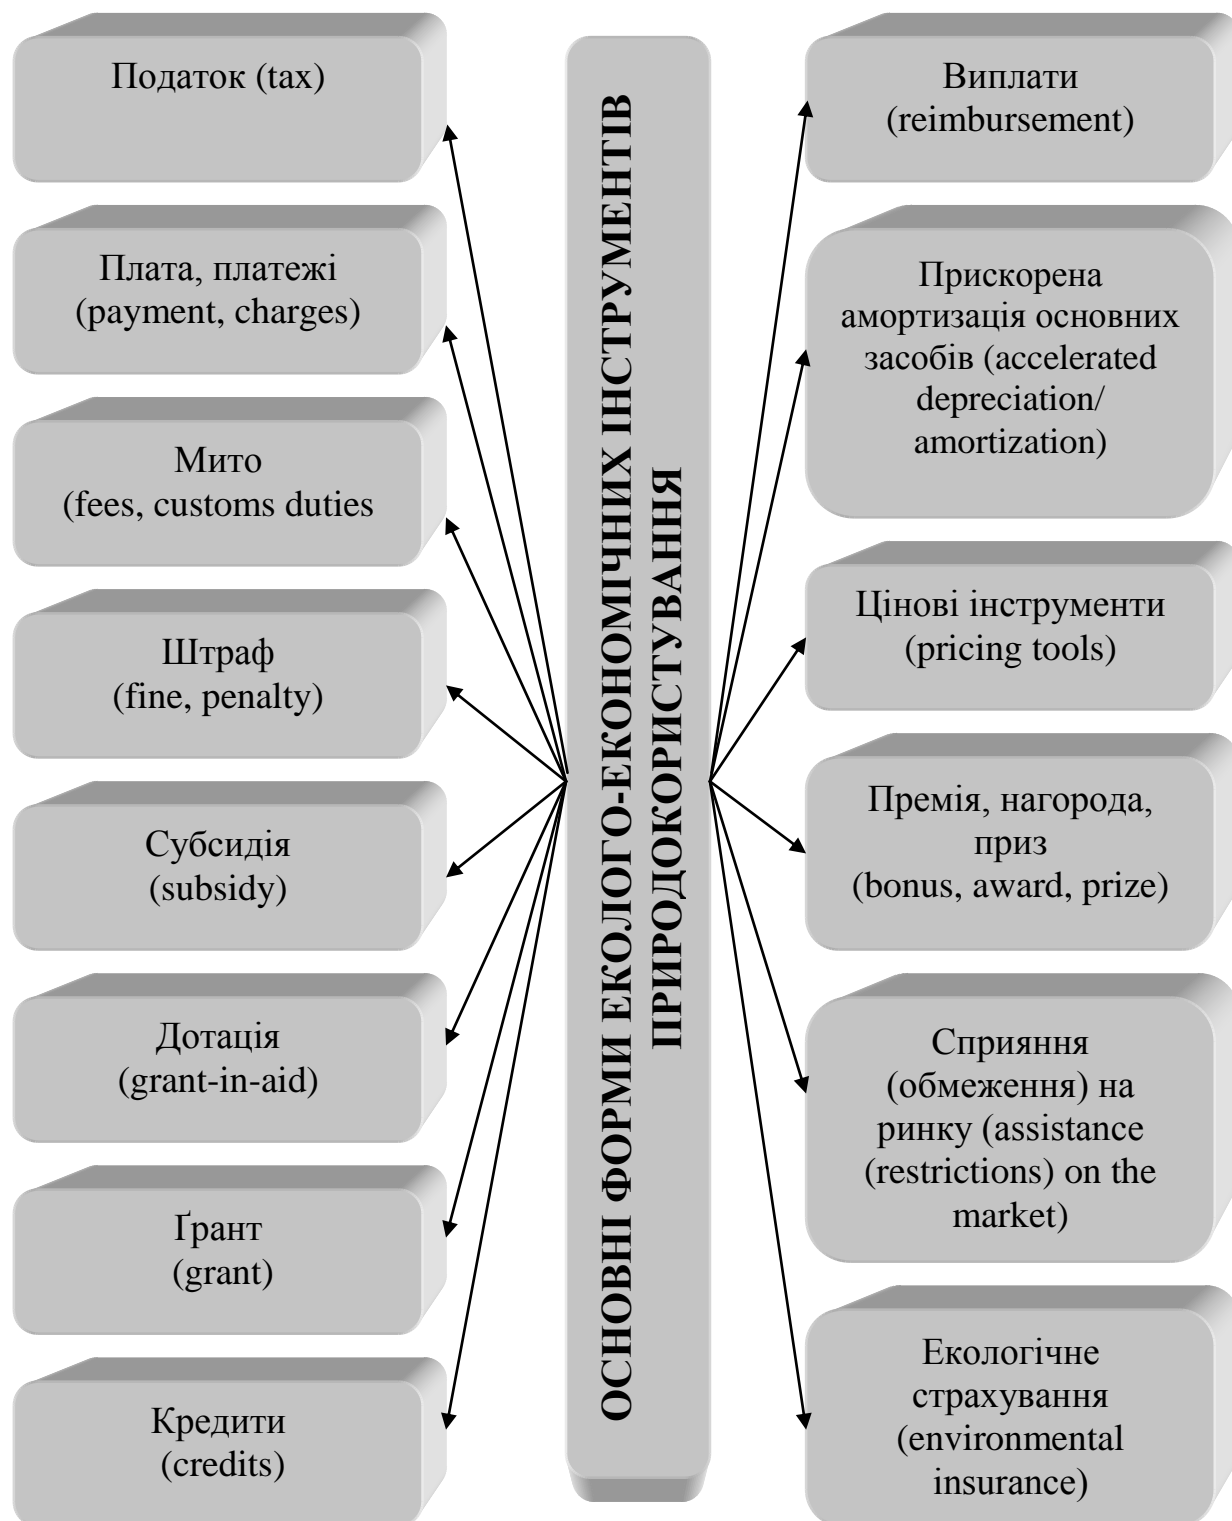 Податок (tax)
Плата, платежі
(payment, charges)
Мито
(fees, customs duties
Штраф
(fine, penalty)
Субсидія
(subsidy)
Дотація
(grant-in-aid)
Ґрант
(grant)
Кредити
(credits)
ОСНОВНІ ФОРМИ ЕКОЛОГО-ЕКОНОМІЧНИХ ІНСТРУМЕНТІВ
ПРИРОДОКОРИСТУВАННЯ
Виплати
(reimbursement)
Прискорена
амортизація основних
засобів (accelerated
depreciation/
amortization)
Цінові інструменти
(pricing tools)
Премія, нагорода,
приз
(bonus, award, prize)
Сприяння
(обмеження) на
ринку (assistance
(restrictions) on the
market)
Екологічне
страхування
(environmental
insurance)